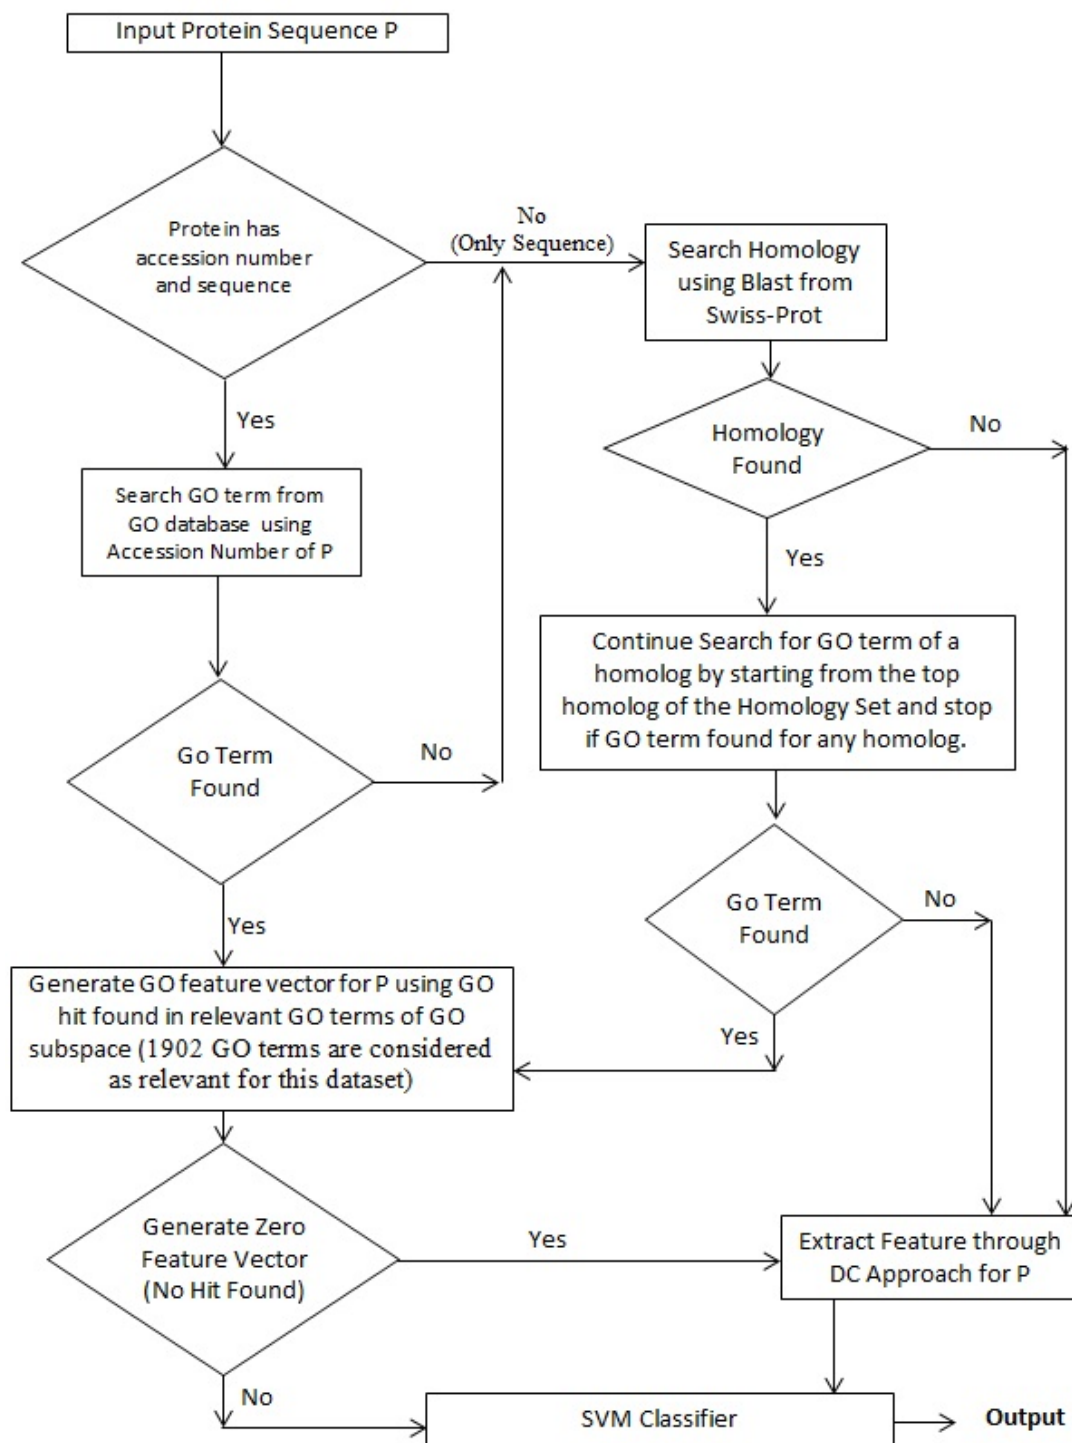 Input Protein Sequence P
Protein has
accession number
and sequence
No
(Only Sequence)
Search Homology
using Blast from
Swiss-Prot
Yes
Homology
Found
No
Search GO term from
GO database using
Accession Number of P
Yes
Continue Search for GO term of a
homolog by starting from the top
homolog of the Homology Set and stop
if GO term found for any homolog.
Go Term
Found
No
Go Term
Found
No
Yes
Generate GO feature vector for P using GO
hit found in relevant GO terms of GO
subspace (1902 GO terms are considered
as relevant for this dataset)
Yes
Generate Zero
Feature Vector
(No Hit Found)
Yes
Extract Feature through
DC Approach for P
No
SVM Classifier
Output